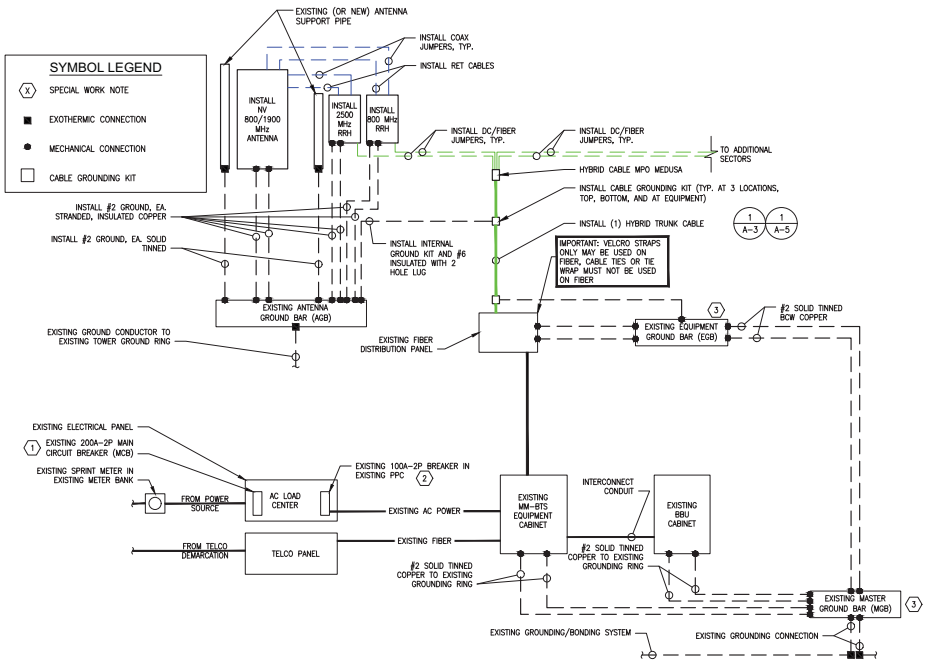 EXISTING (OR NEW) ANTENNA
SUPPORT PIPE
SYMBOL LEGEND
X
SPECIAL WORK NOTE
EXOTHERMIC CONNECTION
MECHANICAL CONNECTION
CABLE GROUNDING KIT
INSTALL COAX
JUMPERS, TYP.
INSTALL RET CABLES
INSTALL
NV
800/1900
MHz
ANTENNA
INSTALL
2500
MHz
RRH
INSTALL
800 MHz
RRH
INSTALL DC/FIBER
JUMPERS, TYP.
INSTALL DC/FIBER
JUMPERS, TYP.
TO ADDITIONAL
SECTORS
HYBRID CABLE MPO MEDUSA
INSTALL CABLE GROUNDING KIT (TYP. AT 3 LOCATIONS,
TOP, BOTTOM, AND AT EQUIPMENT)
INSTALL (1) HYBRID TRUNK CABLE
1
A-3
1
A-5
INSTALL #2 GROUND, EA.
STRANDED, INSULATED COPPER
INSTALL #2 GROUND, EA. SOLID
TINNED
INSTALL INTERNAL
GROUND KIT AND #6
INSULATED WITH 2
HOLE LUG
IMPORTANT: VELCRO STRAPS
ONLY MAY BE USED ON
FIBER, CABLE TIES OR TIE
WRAP MUST NOT BE USED
ON FIBER
EXISTING ANTENNA
GROUND BAR (AGB)
EXISTING GROUND CONDUCTOR TO
EXISTING TOWER GROUND RING
EXISTING FIBER
DISTRIBUTION PANEL
3
EXISTING EQUIPMENT
GROUND BAR (EGB)
#2 SOLID TINNED
BCW COPPER
EXISTING ELECTRICAL PANEL
1
EXISTING 200A-2P MAIN
CIRCUIT BREAKER (MCB)
EXISTING SPRINT METER IN
EXISTING METER BANK
FROM POWER
SOURCE
AC LOAD
CENTER
EXISTING 100A-2P BREAKER IN
EXISTING PPC
2
EXISTING AC POWER
FROM TELCO
DEMARCATION
TELCO PANEL
EXISTING FIBER
EXISTING
MM-BTS
EQUIPMENT
CABINET
INTERCONNECT
CONDUIT
EXISTING
BBU
CABINET
#2 SOLID TINNED
COPPER TO EXISTING
GROUNDING RING
#2 SOLID TINNED
COPPER TO EXISTING
GROUNDING RING
EXISTING MASTER
GROUND BAR (MGB)
3
EXISTING GROUNDING/BONDING SYSTEM
EXISTING GROUNDING CONNECTION